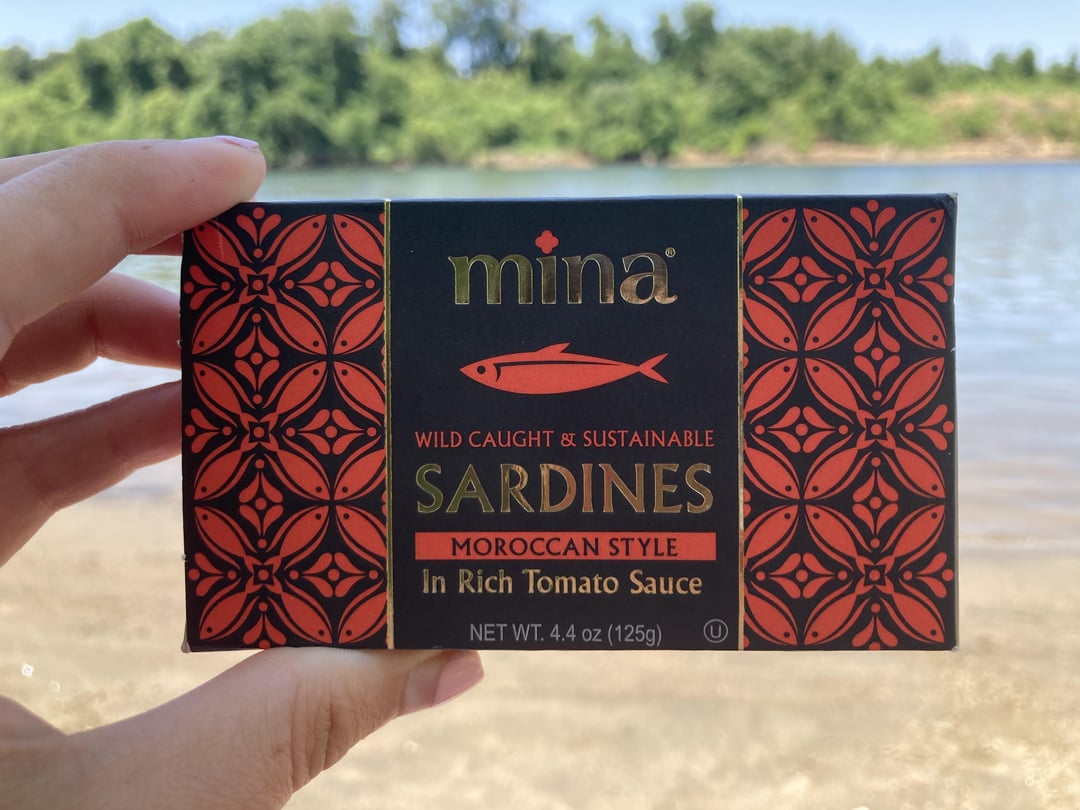 mina®
WILD CAUGHT & SUSTAINABLE
SARDINES
MOROCCAN STYLE
In Rich Tomato Sauce
NET WT. 4.4 oz (125g) Ⓤ